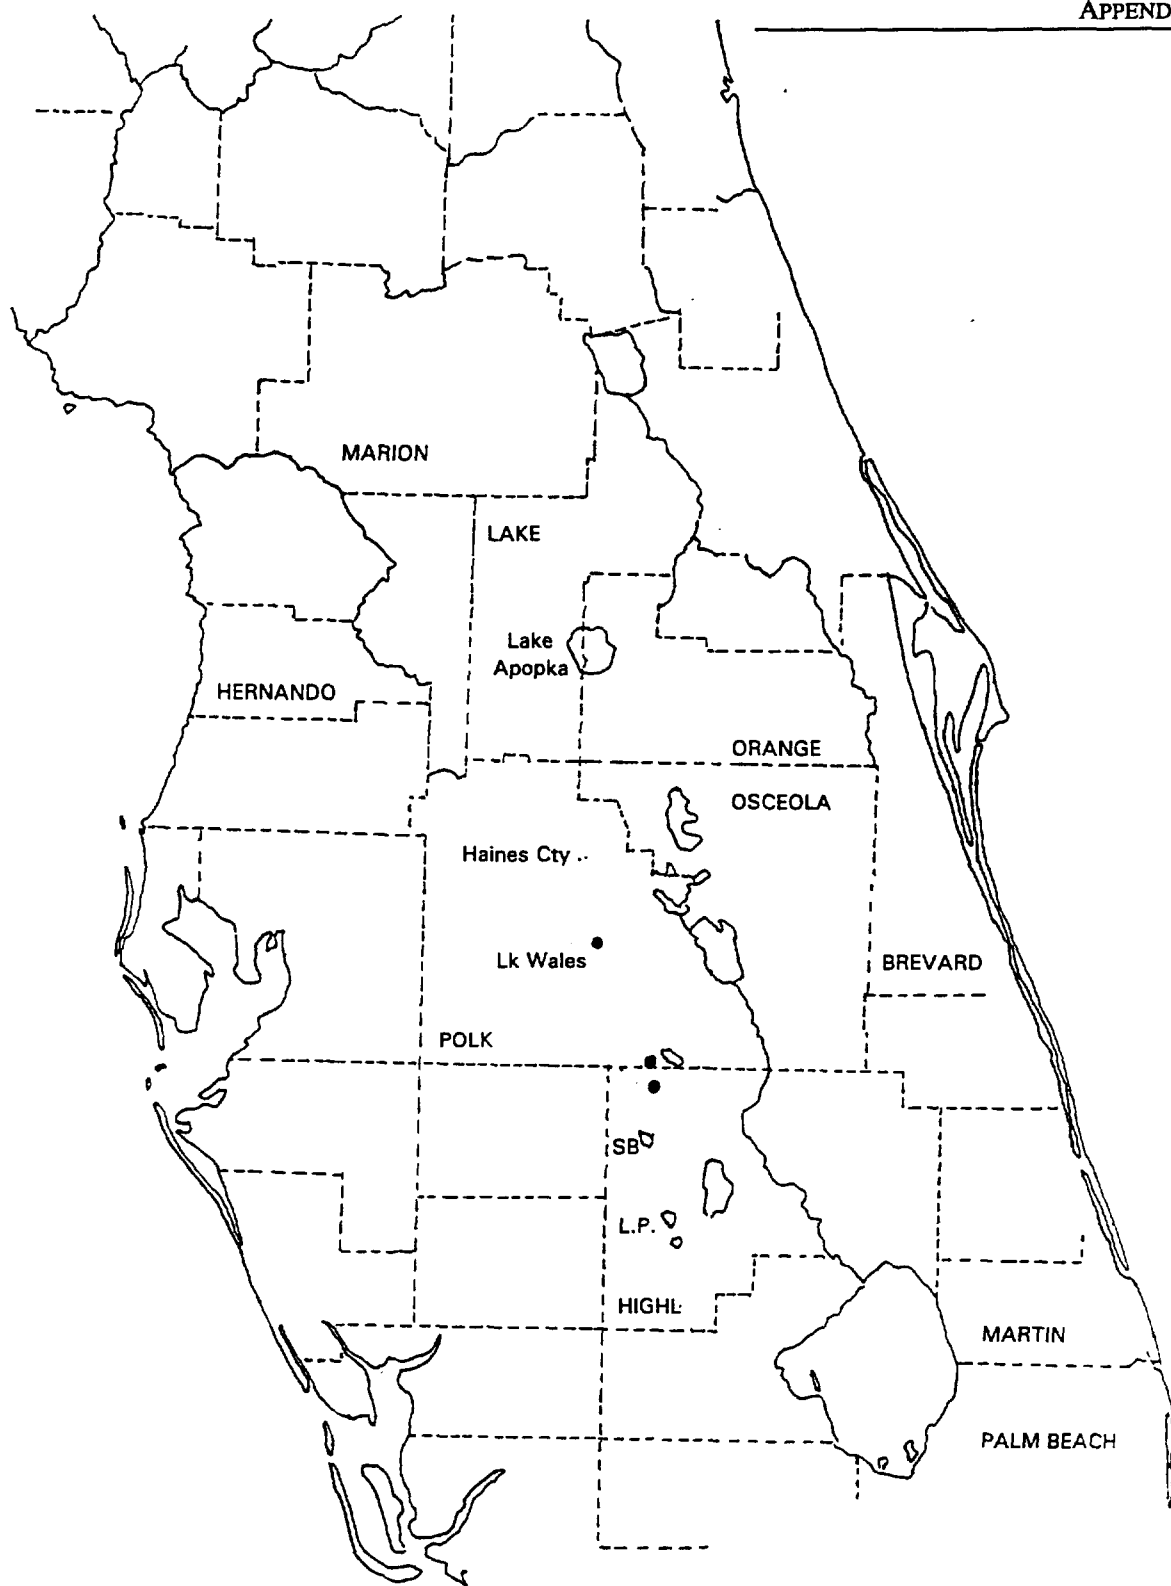 APPEND
MARION
LAKE
Lake
Apopka
HERNANDO
ORANGE
OSCEOLA
Haines Cty
Lk Wales
BREVARD
POLK
SB
L.P.
HIGHL
MARTIN
PALM BEACH